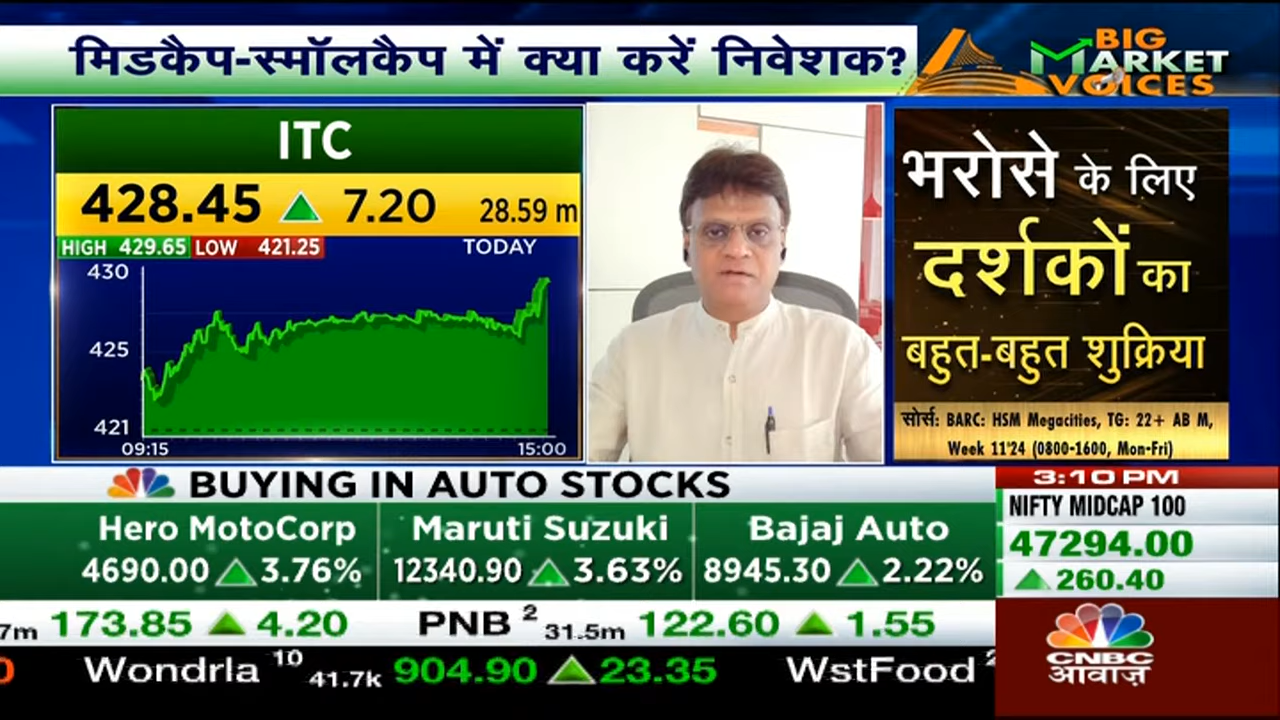 मिडकैप-स्मॉलकैप में क्या करें निवेशक?
BIG
MARKET
VOICES
ITC
428.45 ▲ 7.20 28.59 m
HIGH 429.65 LOW 421.25 TODAY
430
425
421
09:15 15:00
भरोसे के लिए
दर्शकों का
बहुत-बहुत शुक्रिया
सोर्स: BARC: HSM Megacities, TG: 22+ AB M,
Week 11'24 (0800-1600, Mon-Fri)
BUYING IN AUTO STOCKS
Hero MotoCorp
4690.00 ▲ 3.76%
Maruti Suzuki
12340.90 ▲ 3.63%
Bajaj Auto
8945.30 ▲ 2.22%
3:10 PM
NIFTY MIDCAP 100
47294.00
▲ 260.40
7m 173.85 ▲ 4.20 PNB 2 31.5m 122.60 ▲ 1.55
0 Wondrla 10 41.7k 904.90 ▲ 23.35 WstFood 2
CNBC
आवाज़